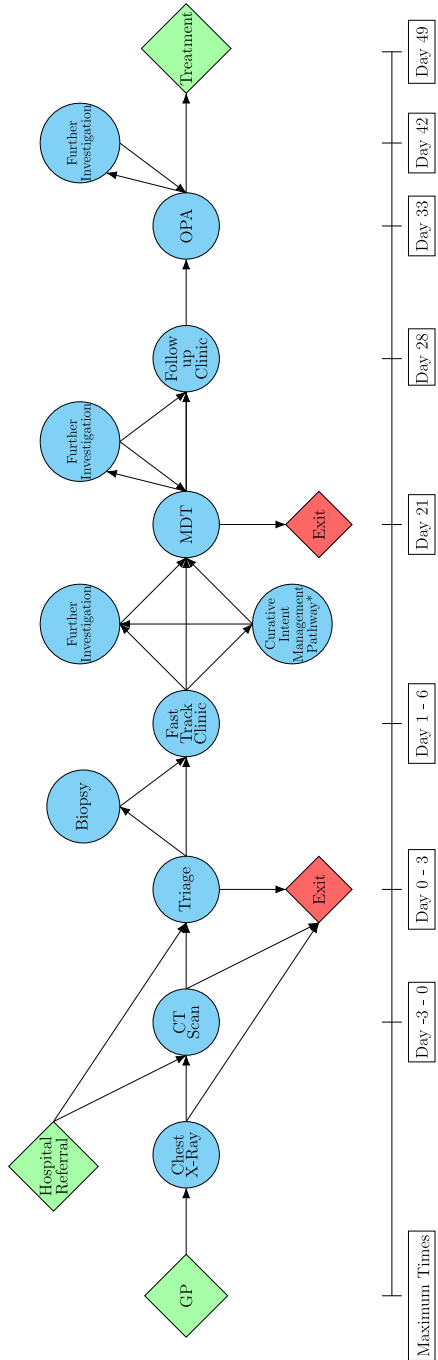 GP
Hospital
Referral
Chest
X-Ray
CT
Scan
Triage
Exit
Biopsy
Fast
Track
Clinic
Further
Investigation
Curative
Intent
Management
Pathway*
MDT
Exit
Further
Investigation
Follow
up
Clinic
OPA
Further
Investigation
Treatment
Maximum Times
Day -3 - 0
Day 0 - 3
Day 1 - 6
Day 21
Day 28
Day 33
Day 42
Day 49